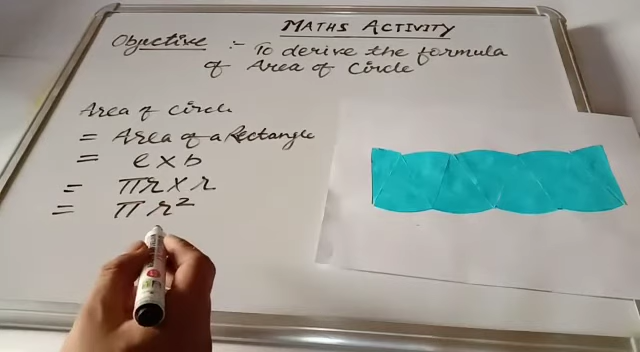 MATHS ACTIVITY
Objective :- To derive the formula
of Area of Circle
Area of Circle
= Area of a Rectangle
= l x b
= πr x r
= πr²